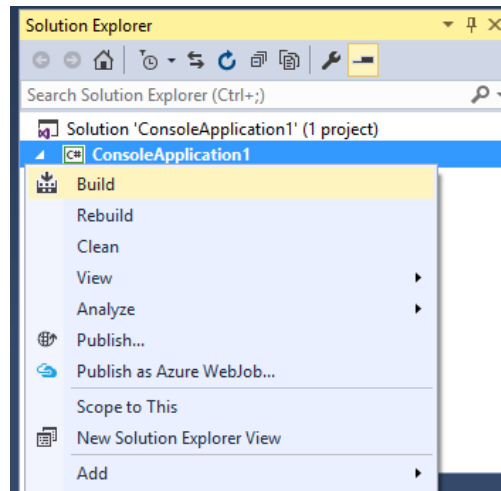 Solution Explorer
Search Solution Explorer (Ctrl+;)
Solution 'ConsoleApplication1' (1 project)
C# ConsoleApplication1
Build
Rebuild
Clean
View
Analyze
Publish...
Publish as Azure WebJob...
Scope to This
New Solution Explorer View
Add